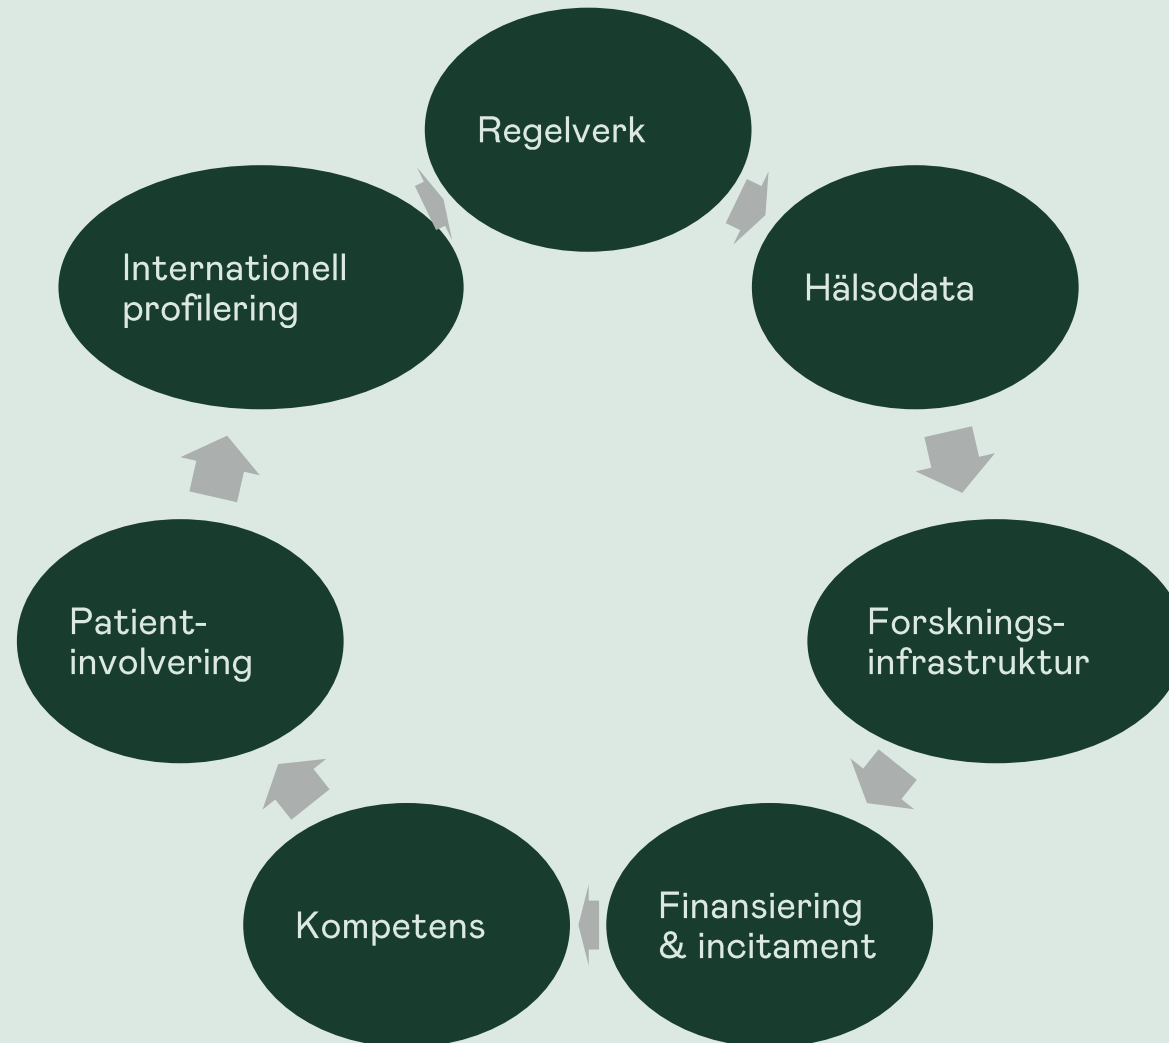 Regelverk
Hälsodata
Forsknings-
infrastruktur
Finansiering
& incitament
Kompetens
Patient-
involvering
Internationell
profilering